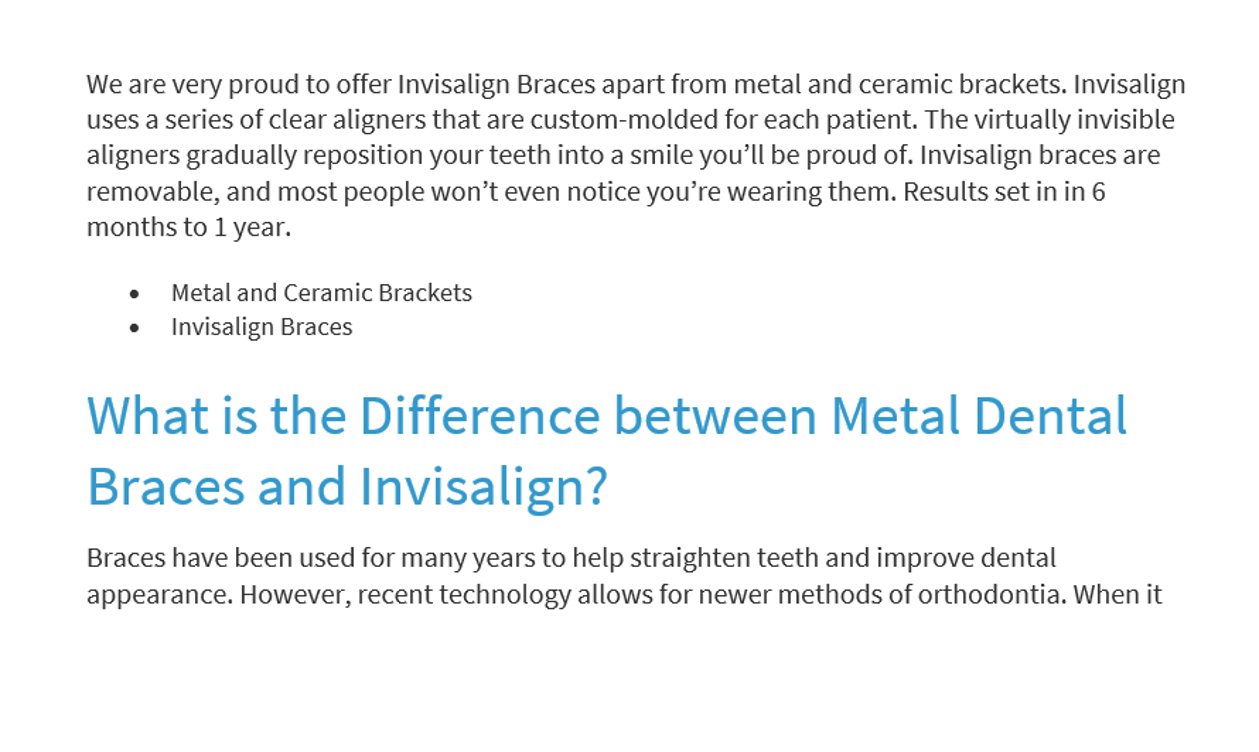 We are very proud to offer Invisalign Braces apart from metal and ceramic brackets. Invisalign
uses a series of clear aligners that are custom-molded for each patient. The virtually invisible
aligners gradually reposition your teeth into a smile you’ll be proud of. Invisalign braces are
removable, and most people won’t even notice you’re wearing them. Results set in in 6
months to 1 year.
• Metal and Ceramic Brackets
• Invisalign Braces
What is the Difference between Metal Dental
Braces and Invisalign?
Braces have been used for many years to help straighten teeth and improve dental
appearance. However, recent technology allows for newer methods of orthodontia. When it